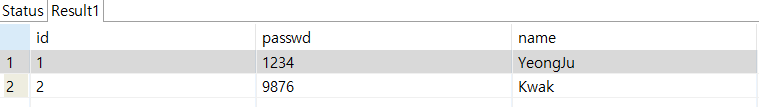 Status Result1
id passwd name
1 1 1234 YeongJu
2 2 9876 Kwak